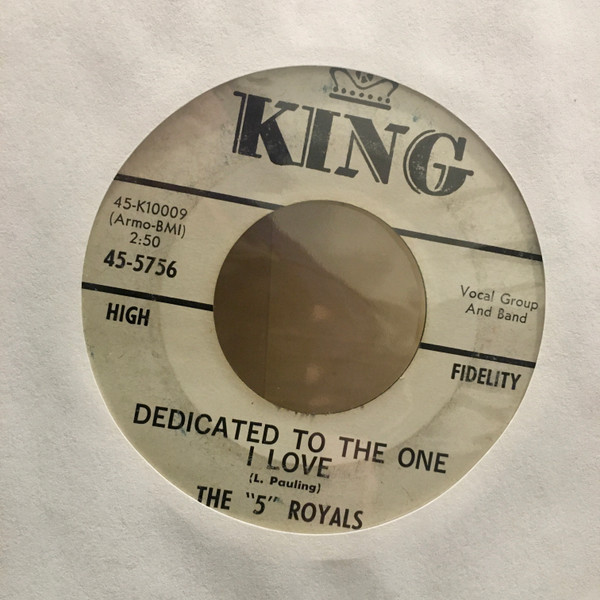 K
KING
45-K10009
(Armo-BMI)
2:50
45-5756
Vocal Group
And Band
HIGH
FIDELITY
DEDICATED TO THE ONE
I LOVE
(L. Pauling)
THE "5" ROYALS